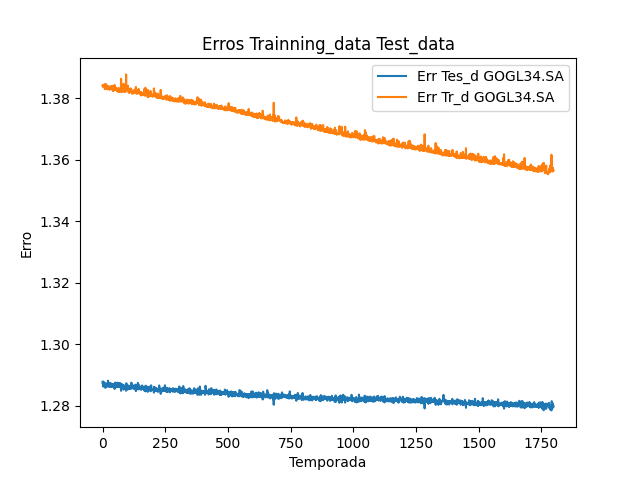 Erros Trainning_data Test_data
Err Tes_d GOGL34.SA
Err Tr_d GOGL34.SA
1.38
1.36
1.34
1.32
1.30
1.28
Erro
0 250 500 750 1000 1250 1500 1750
Temporada